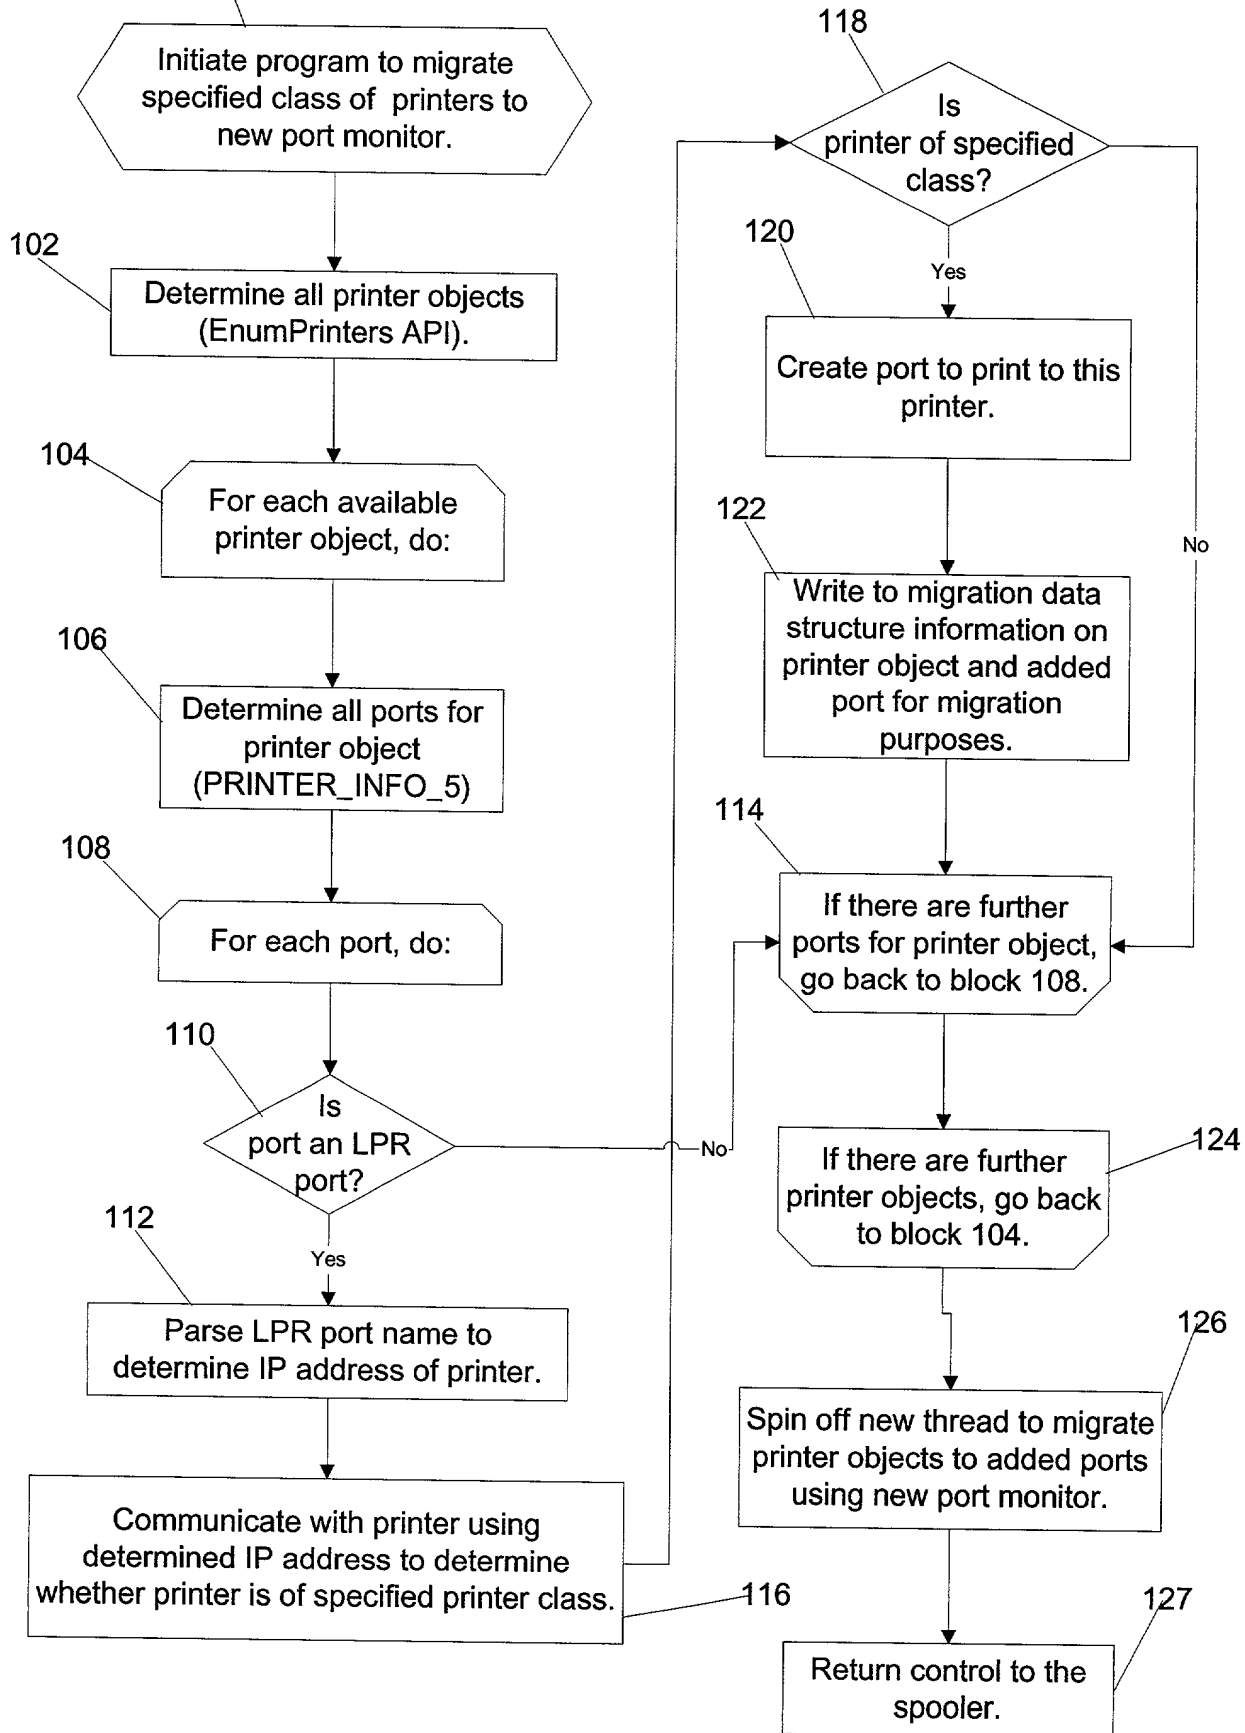 Initiate program to migrate
specified class of printers to
new port monitor.
102
Determine all printer objects
(EnumPrinters API).
104
For each available
printer object, do:
106
Determine all ports for
printer object
(PRINTER_INFO_5)
108
For each port, do:
110
Is
port an LPR
port?
No
112
Yes
Parse LPR port name to
determine IP address of printer.
Communicate with printer using
determined IP address to determine
whether printer is of specified printer class.
116
118
Is
printer of specified
class?
120
Yes
Create port to print to this
printer.
No
122
Write to migration data
structure information on
printer object and added
port for migration
purposes.
114
If there are further
ports for printer object,
go back to block 108.
124
If there are further
printer objects, go back
to block 104.
126
Spin off new thread to migrate
printer objects to added ports
using new port monitor.
127
Return control to the
spooler.